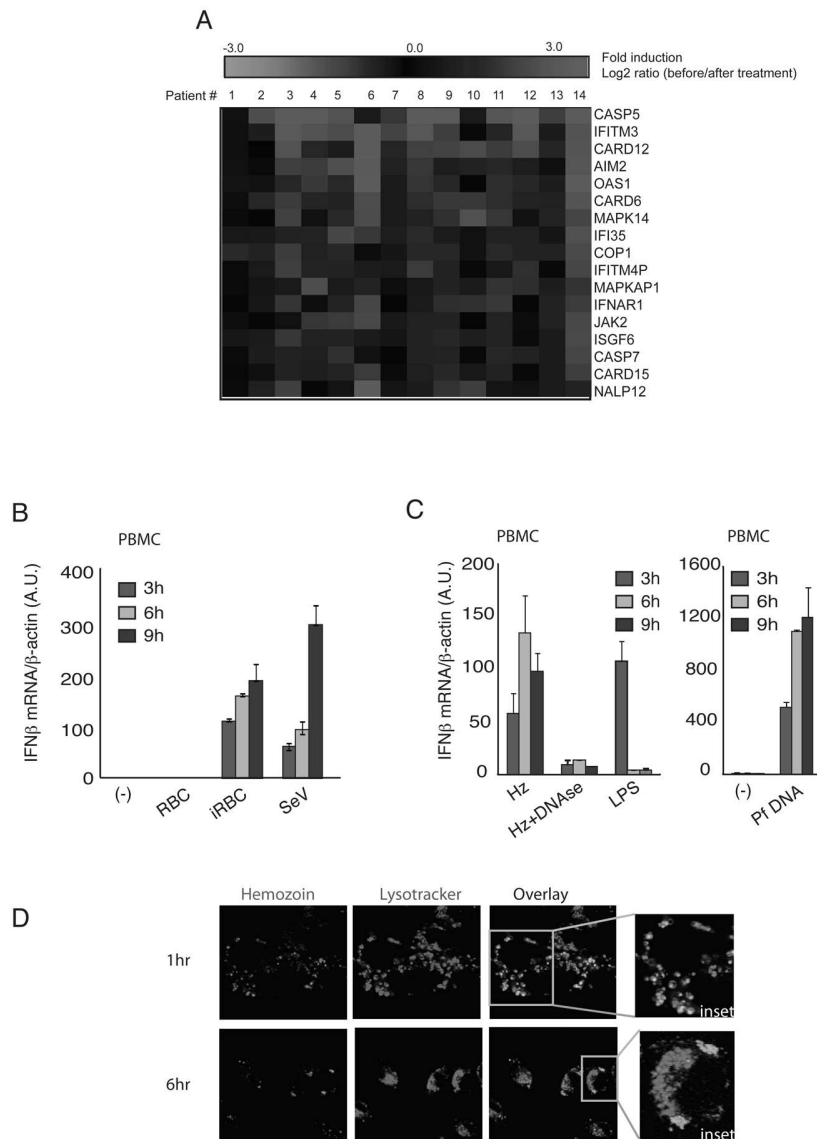 A
-3.0 0.0 3.0
Fold induction
Log2 ratio (before/after treatment)
Patient # 1 2 3 4 5 6 7 8 9 10 11 12 13 14
CASP5
IFITM3
CARD12
AIM2
OAS1
CARD6
MAPK14
IFI35
COP1
IFITM4P
MAPKAP1
IFNAR1
JAK2
ISGF6
CASP7
CARD15
NALP12
B
PBMC
IFNβ mRNA/β-actin (A.U.)
400
300
200
100
0
3h
6h
9h
(-) RBC iRBC SeV
C
PBMC
IFNβ mRNA/β-actin (A.U.)
200
150
100
50
0
3h
6h
9h
Hz Hz+DNAse LPS
PBMC
1600
1200
800
400
0
3h
6h
9h
(-) Pf DNA
D
Hemozoin Lysotracker Overlay
1hr
inset
6hr
inset